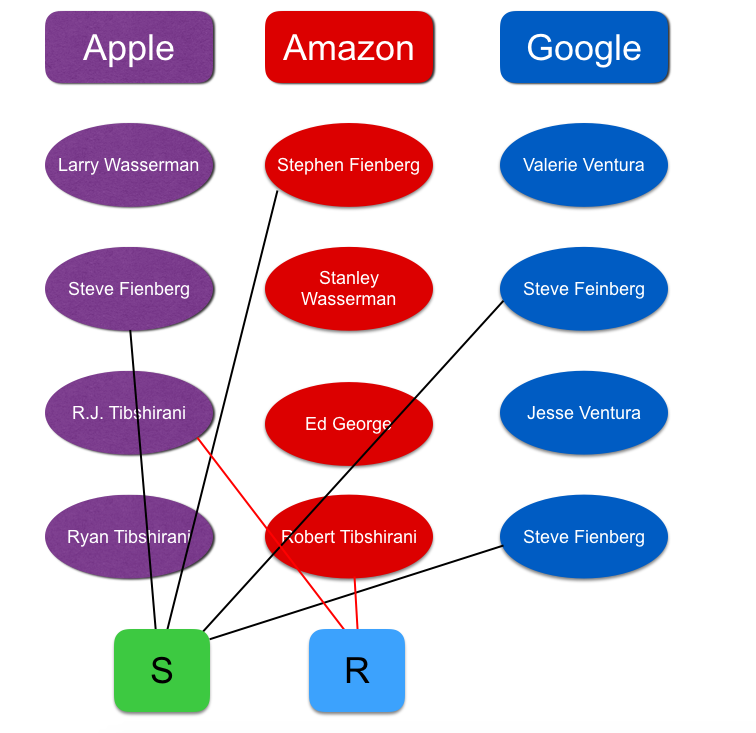 Apple
Amazon
Google
Larry Wasserman
Stephen Fienberg
Valerie Ventura
Steve Fienberg
Stanley
Wasserman
Steve Feinberg
R.J. Tibshirani
Ed George
Jesse Ventura
Ryan Tibshirani
Robert Tibshirani
Steve Fienberg
S
R